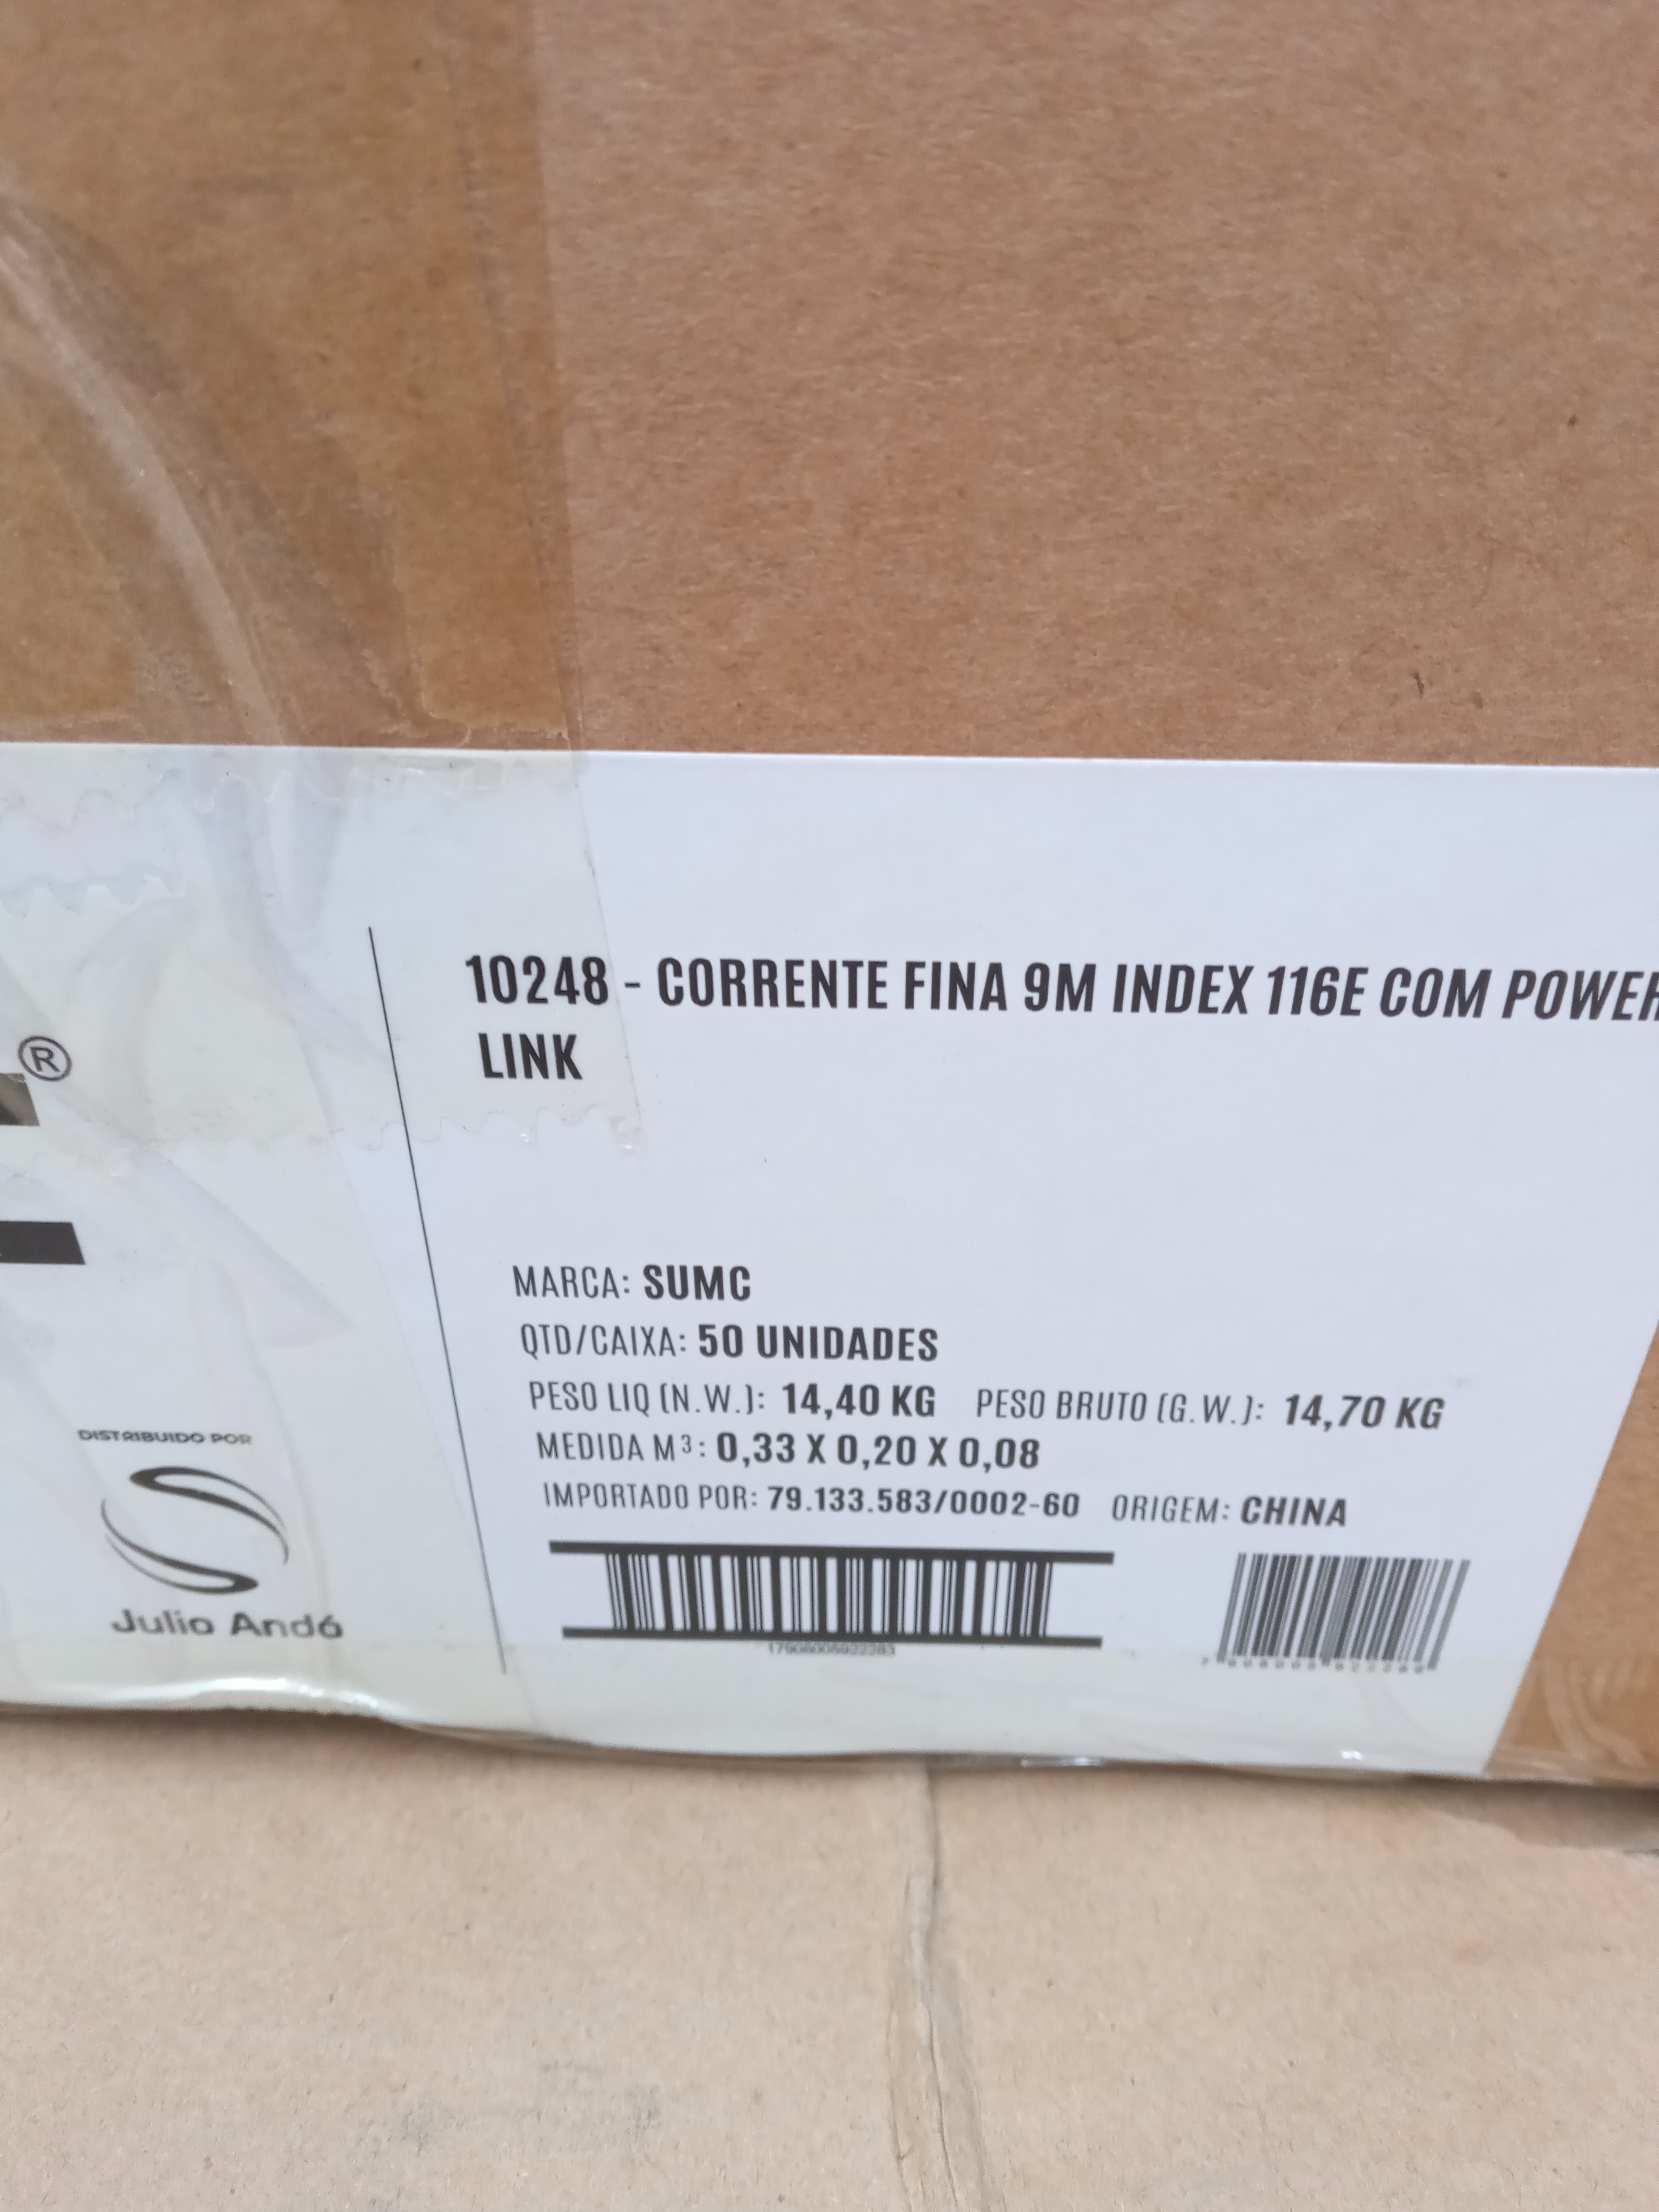 10248 - CORRENTE FINA 9M INDEX 116E COM POWER
LINK
®
MARCA: SUMC
QTD/CAIXA: 50 UNIDADES
PESO LIQ (N.W.): 14,40 KG PESO BRUTO (G.W.): 14,70 KG
MEDIDA M³: 0,33 X 0,20 X 0,08
IMPORTADO POR: 79.133.583/0002-60 ORIGEM: CHINA
DISTRIBUIDO POR
Julio Andó